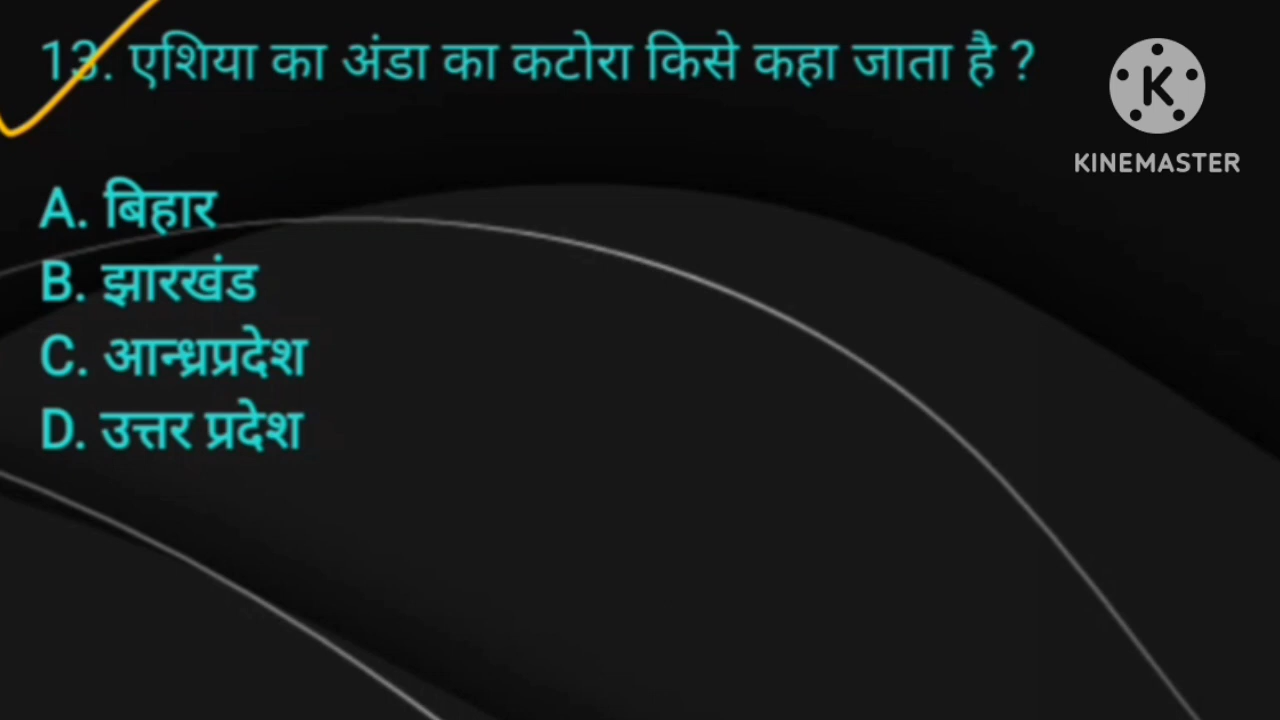 13. एशिया का अंडा का कटोरा किसे कहा जाता है ?
KINEMASTER
A. बिहार
B. झारखंड
C. आन्ध्रप्रदेश
D. उत्तर प्रदेश